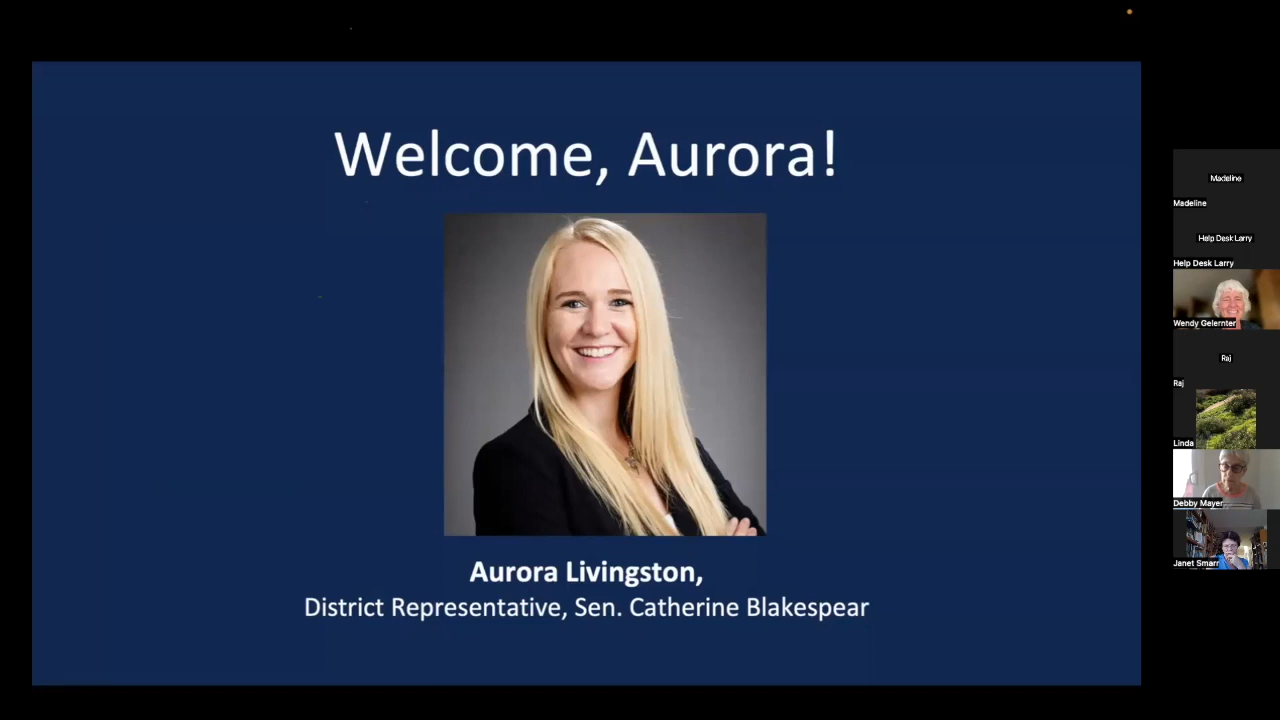 Welcome, Aurora!
Aurora Livingston,
District Representative, Sen. Catherine Blakespear
Madeline
Madeline
Help Desk Larry
Help Desk Larry
Wendy Gelernter
Raj
Raj
Linda
Debby Mayer
Janet Smarr